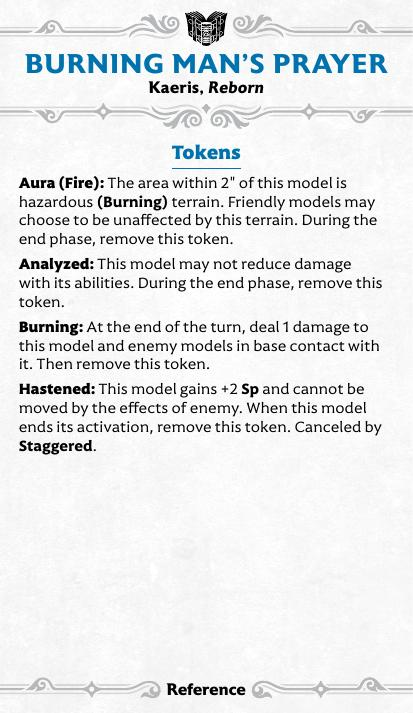 BURNING MAN'S PRAYER
Kaeris, Reborn
Tokens
Aura (Fire): The area within 2" of this model is
hazardous (Burning) terrain. Friendly models may
choose to be unaffected by this terrain. During the
end phase, remove this token.
Analyzed: This model may not reduce damage
with its abilities. During the end phase, remove this
token.
Burning: At the end of the turn, deal 1 damage to
this model and enemy models in base contact with
it. Then remove this token.
Hastened: This model gains +2 Sp and cannot be
moved by the effects of enemy. When this model
ends its activation, remove this token. Canceled by
Staggered.
Reference